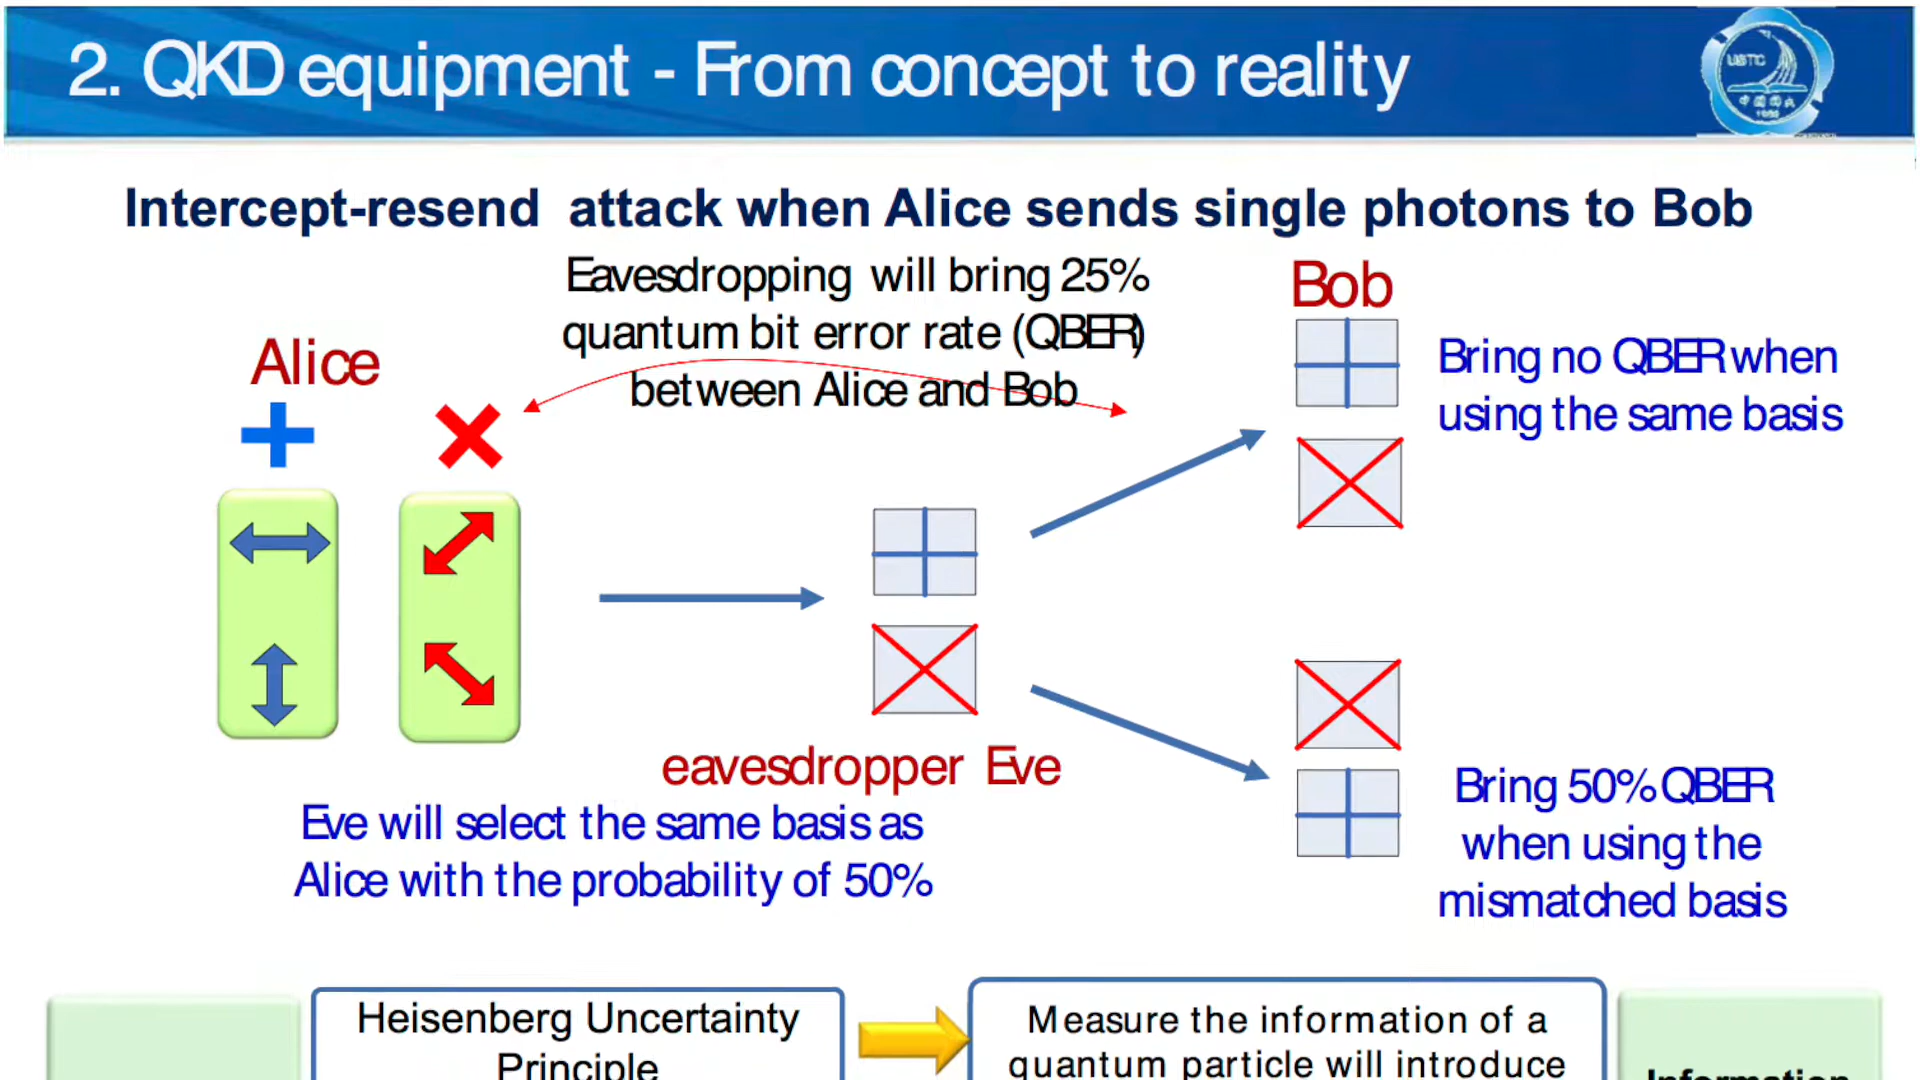 2. QKD equipment - From concept to reality
USTC
1958
Intercept-resend attack when Alice sends single photons to Bob
Eavesdropping will bring 25%
quantum bit error rate (QBER)
between Alice and Bob
Alice
Bob
Bring no QBER when
using the same basis
eavesdropper Eve
Eve will select the same basis as
Alice with the probability of 50%
Bring 50% QBER
when using the
mismatched basis
Heisenberg Uncertainty
Principle
Measure the information of a
quantum particle will introduce
Information